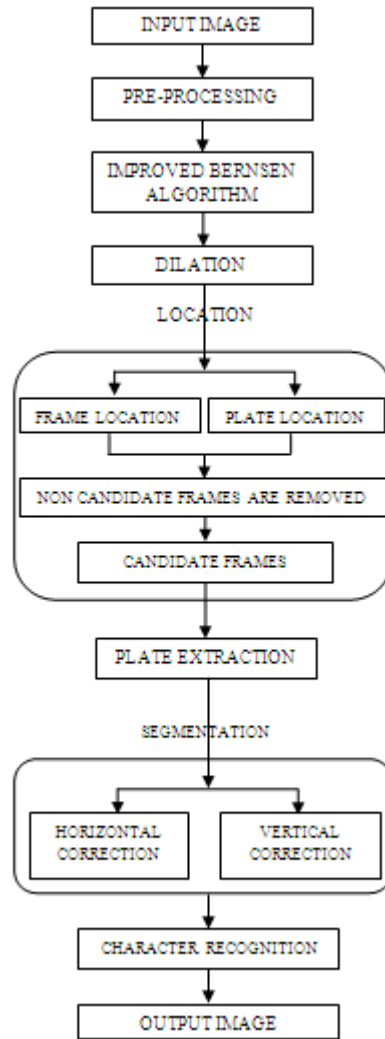 INPUT IMAGE
PRE-PROCESSING
IMPROVED BERNSEN
ALGORITHM
DILATION
LOCATION
FRAME LOCATION
PLATE LOCATION
NON CANDIDATE FRAMES ARE REMOVED
CANDIDATE FRAMES
PLATE EXTRACTION
SEGMENTATION
HORIZONTAL
CORRECTION
VERTICAL
CORRECTION
CHARACTER RECOGNITION
OUTPUT IMAGE